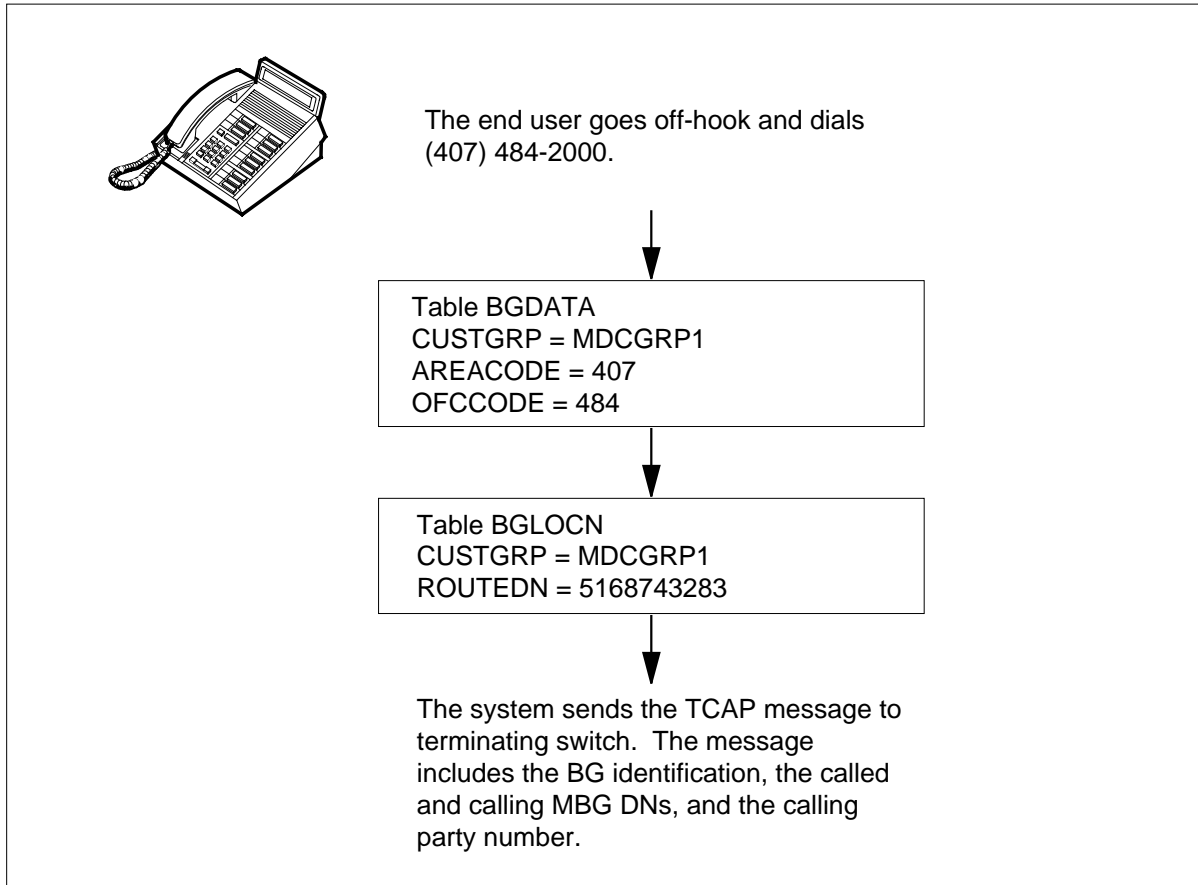 The end user goes off-hook and dials
(407) 484-2000.
Table BGDATA
CUSTGRP = MDCGRP1
AREACODE = 407
OFCCODE = 484
Table BGLOCN
CUSTGRP = MDCGRP1
ROUTEDN = 5168743283
The system sends the TCAP message to
terminating switch.  The message
includes the BG identification, the called
and calling MBG DNs, and the calling
party number.